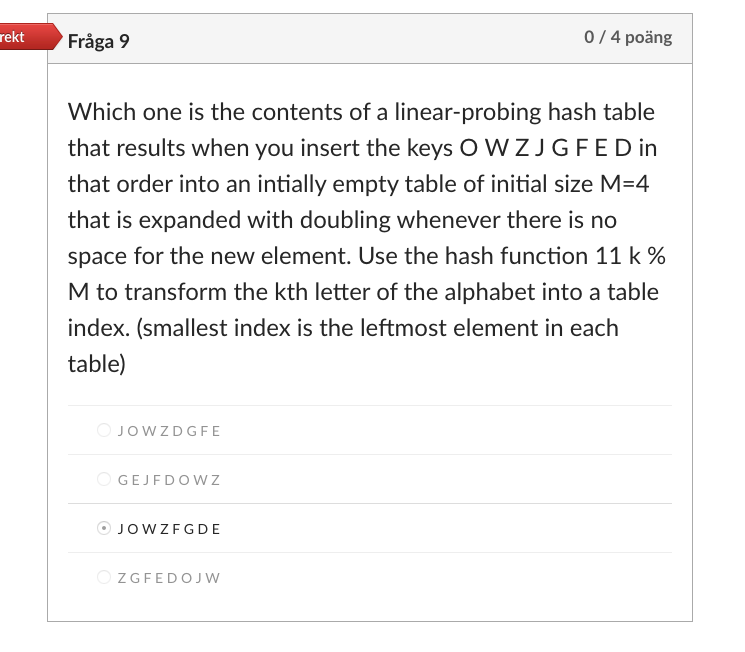 rekt
Fråga 9
0 / 4 poäng
Which one is the contents of a linear-probing hash table
that results when you insert the keys O W Z J G F E D in
that order into an intially empty table of initial size M=4
that is expanded with doubling whenever there is no
space for the new element. Use the hash function 11 k %
M to transform the kth letter of the alphabet into a table
index. (smallest index is the leftmost element in each
table)
J O W Z D G F E
G E J F D O W Z
J O W Z F G D E
Z G F E D O J W